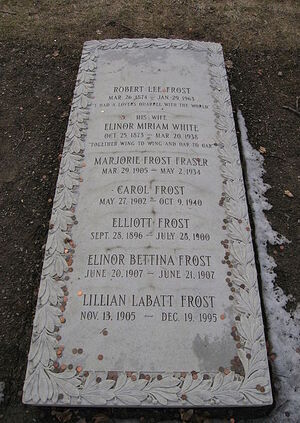 ROBERT LEE FROST
MAR. 26 1874 – JAN. 29 1963
"I HAD A LOVERS QUARREL WITH THE WORLD"
HIS WIFE
ELINOR MIRIAM WHITE
OCT. 25 1873 – MAR. 20, 1938
"TOGETHER WING TO WING AND OAR TO OAR"
MARJORIE FROST FRASER
MAR. 29, 1905 – MAY 2, 1934
CAROL FROST
MAY 27, 1902 – OCT 9, 1940
ELLIOTT FROST
SEPT. 28, 1896 – JULY 28, 1900
ELINOR BETTINA FROST
JUNE 20, 1907 – JUNE 21, 1907
LILLIAN LaBATT FROST
NOV. 13, 1905 – DEC. 19, 1995